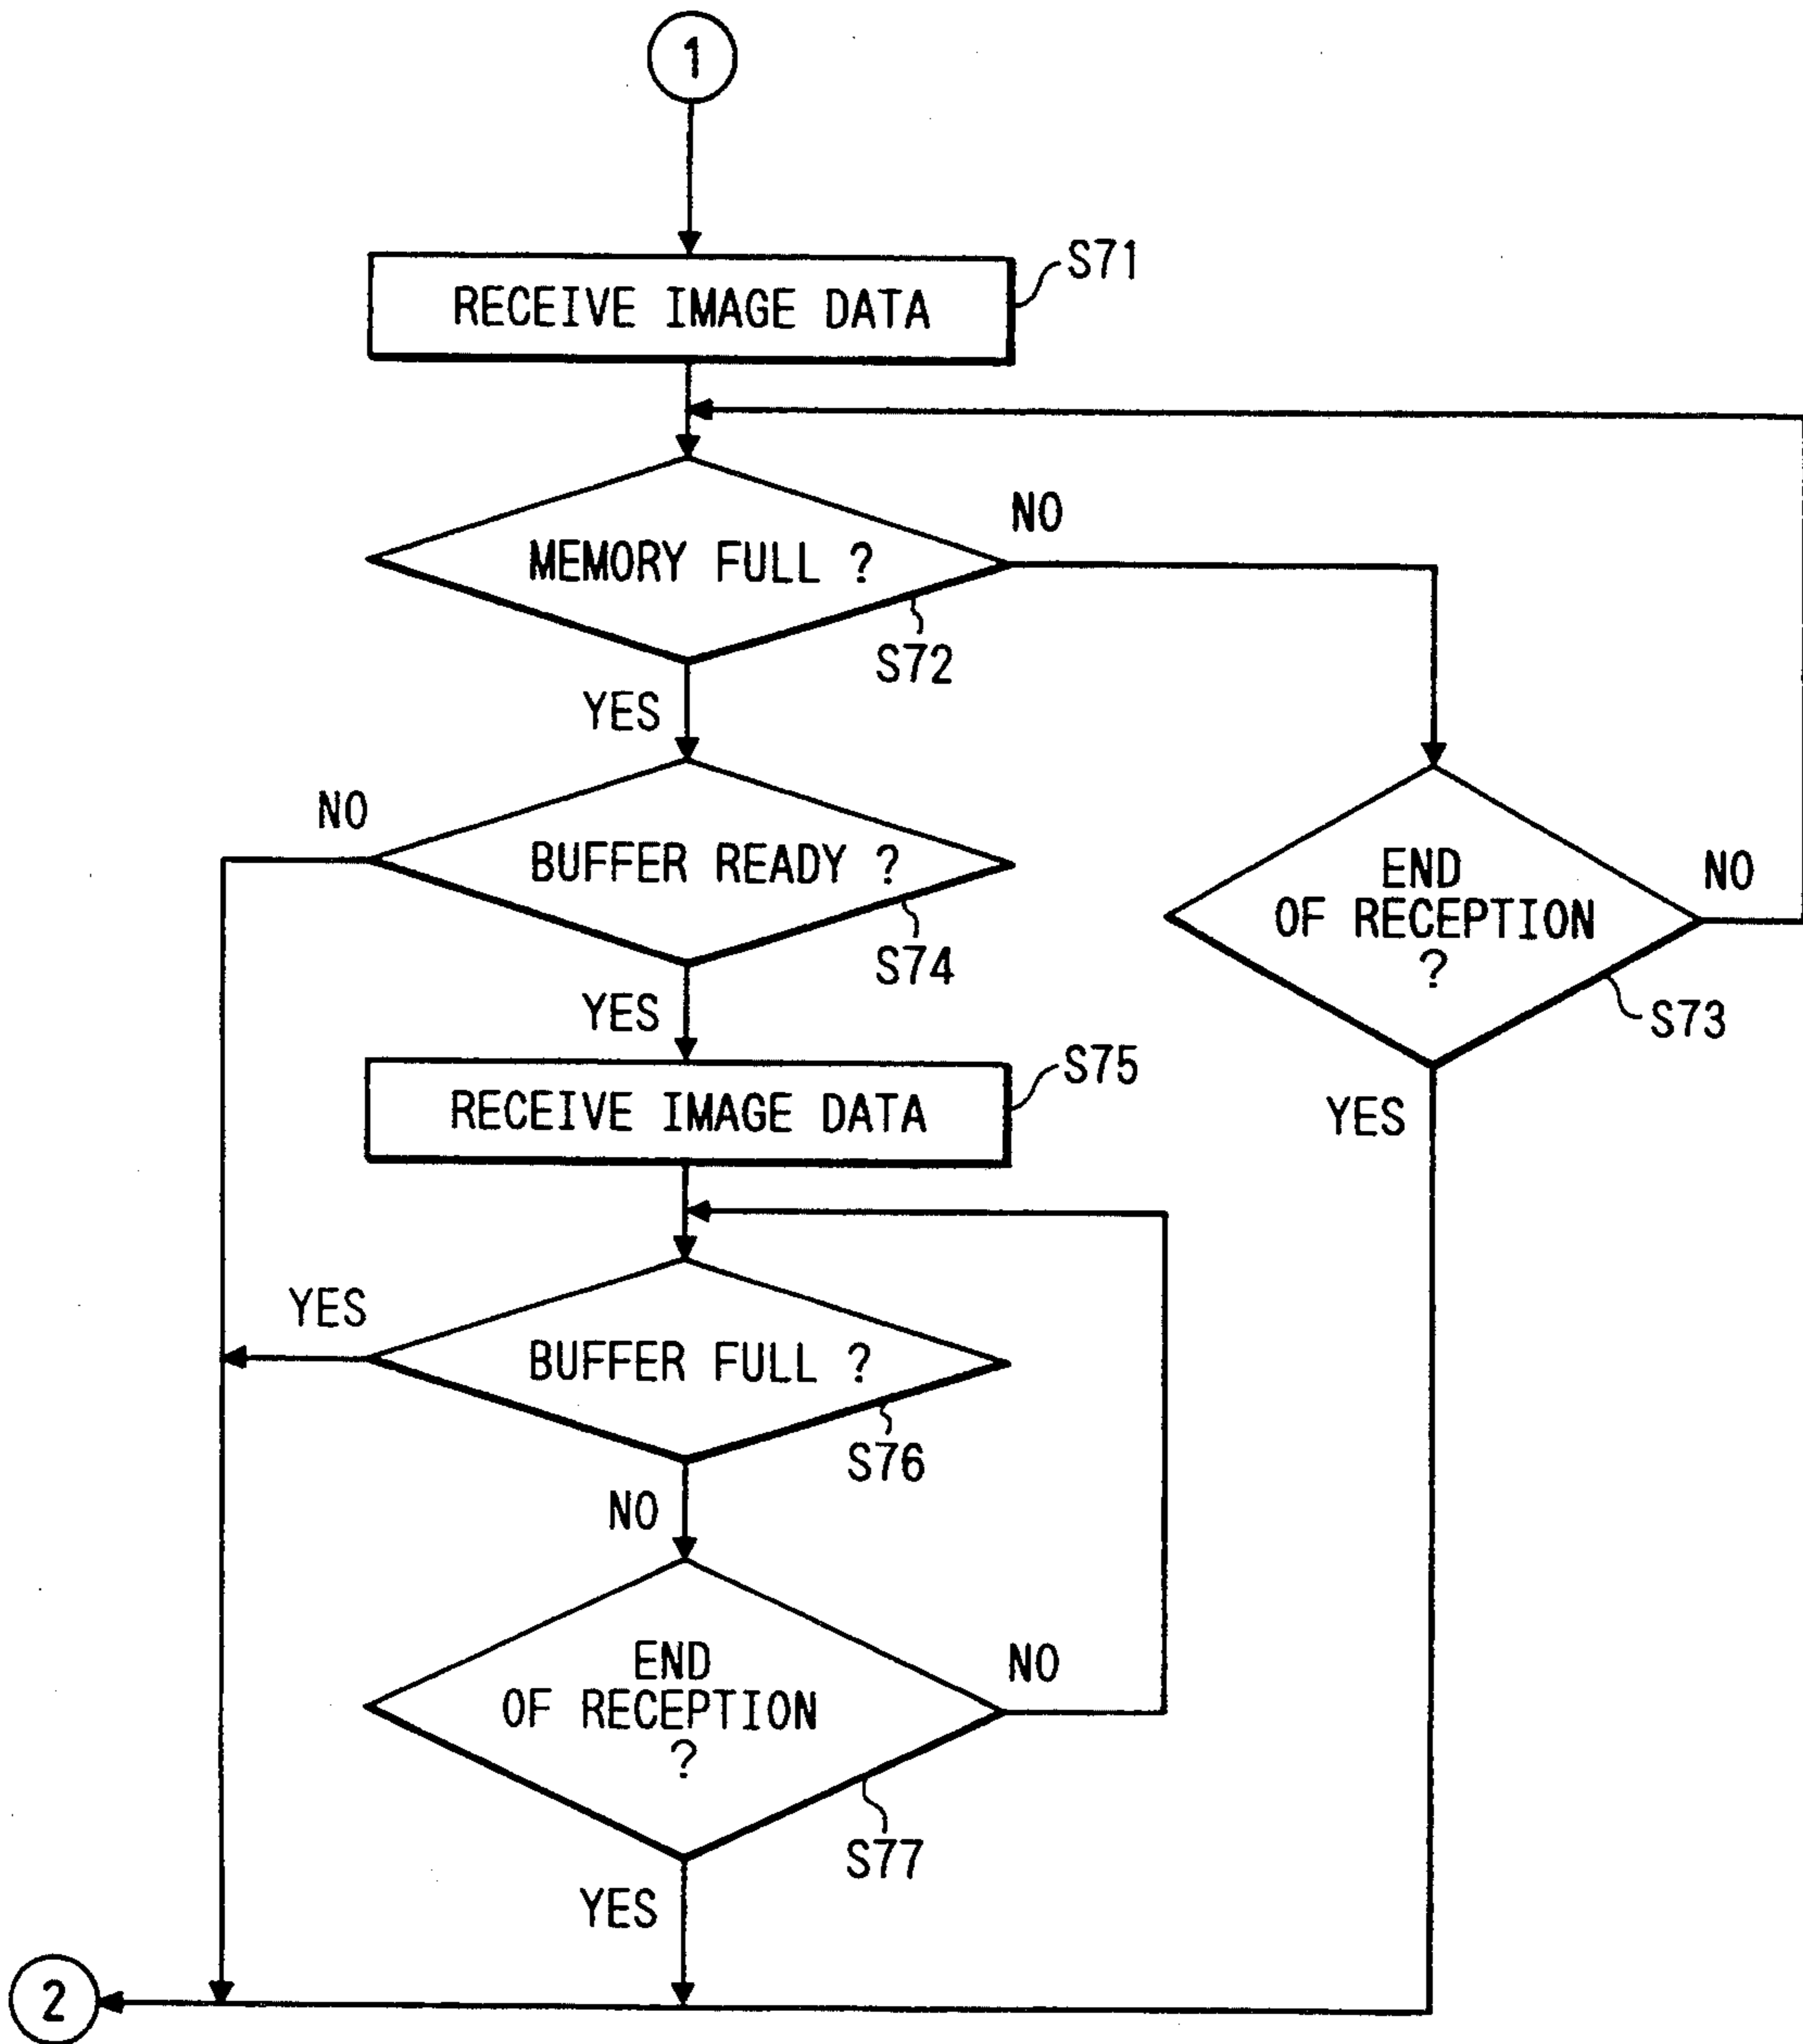 1
S71
RECEIVE IMAGE DATA
NO
MEMORY FULL ?
S72
YES
NO
BUFFER READY ?
S74
YES
END
OF RECEPTION
?
NO
S73
YES
S75
RECEIVE IMAGE DATA
YES
BUFFER FULL ?
S76
NO
END
OF RECEPTION
?
NO
S77
YES
2